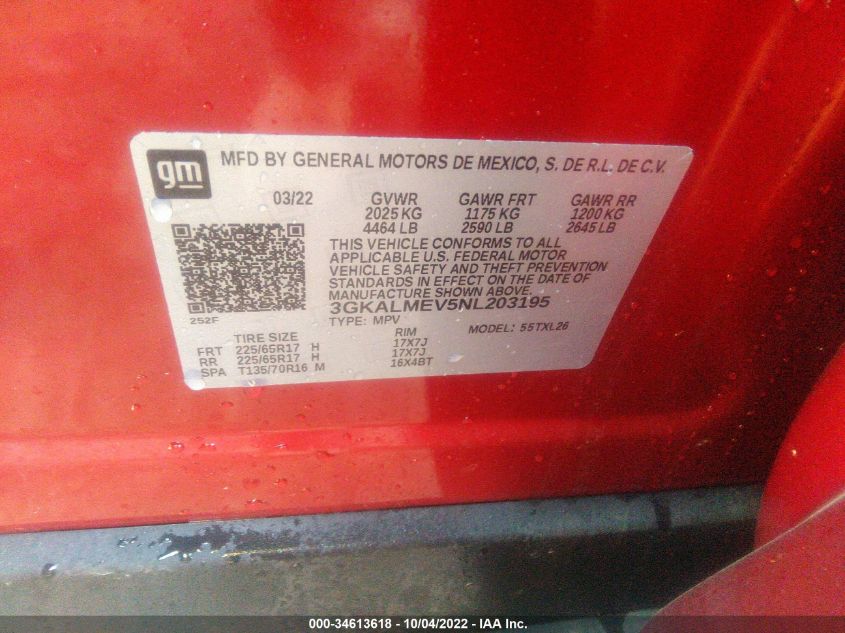 gm
MFD BY GENERAL MOTORS DE MEXICO, S. DE R.L. DE C.V.
03/22 GVWR GAWR FRT GAWR RR
2025 KG 1175 KG 1200 KG
4464 LB 2590 LB 2645 LB
THIS VEHICLE CONFORMS TO ALL
APPLICABLE U.S. FEDERAL MOTOR
VEHICLE SAFETY AND THEFT PREVENTION
STANDARDS IN EFFECT ON THE DATE OF
MANUFACTURE SHOWN ABOVE.
3GKALMEV5NL203195
252F
TYPE: MPV MODEL: 55TXL26
TIRE SIZE RIM
FRT 225/65R17 H 17X7J
RR 225/65R17 H 17X7J
SPA T135/70R16 M 16X4BT
000-34613618 - 10/04/2022 - IAA Inc.